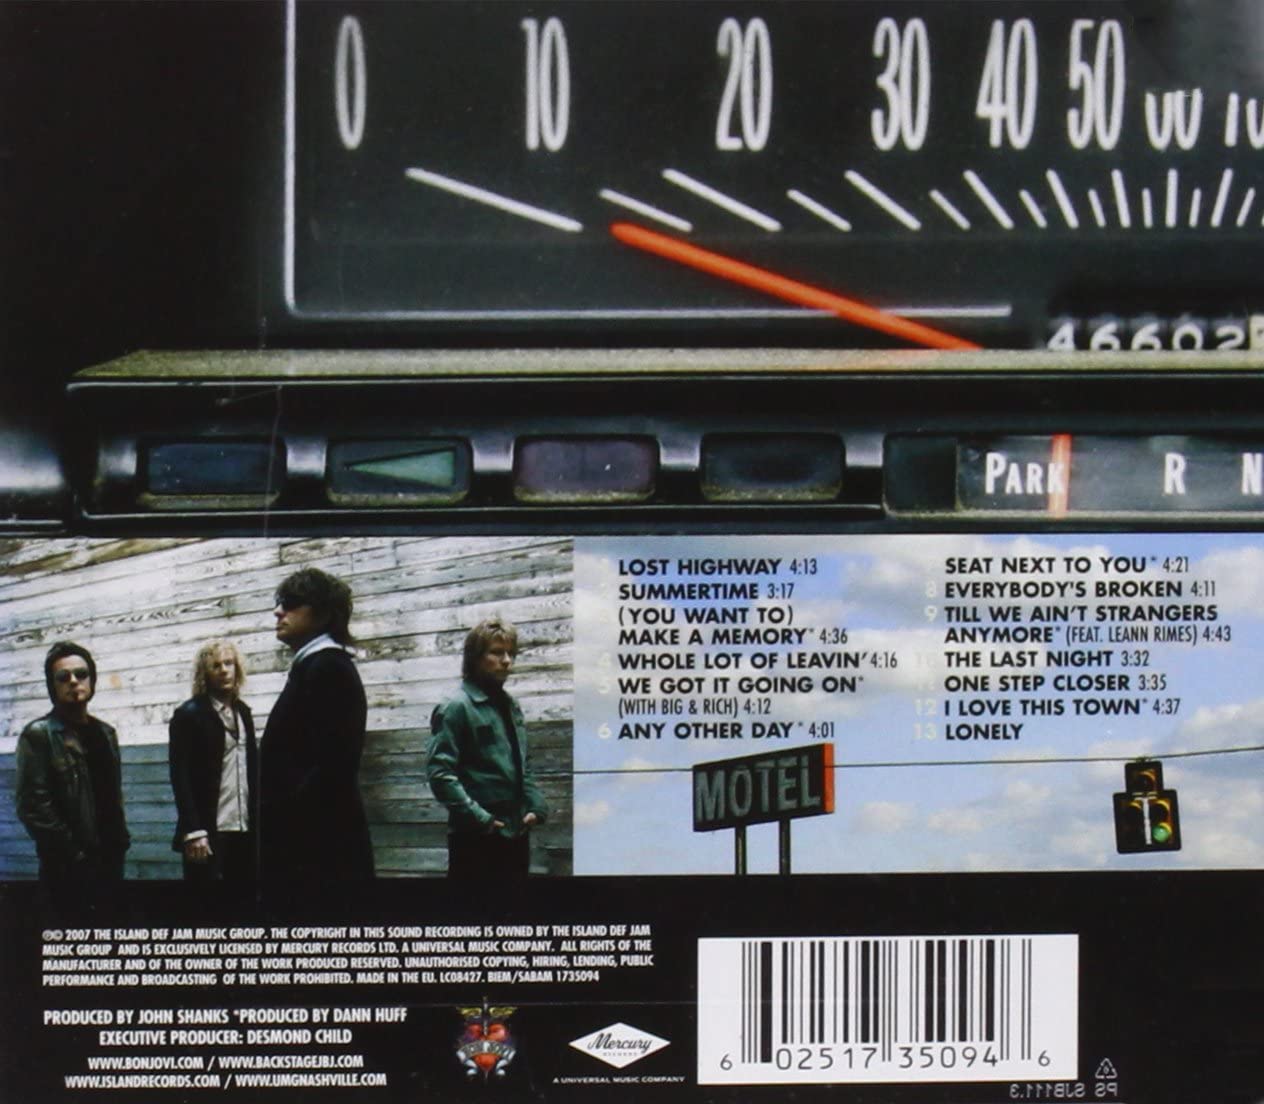 0 10 20 30 40 50
46602
PARK R N
LOST HIGHWAY 4:13
SUMMERTIME 3:17
(YOU WANT TO)
MAKE A MEMORY* 4:36
4 WHOLE LOT OF LEAVIN' 4:16
5 WE GOT IT GOING ON*
(WITH BIG & RICH) 4:12
6 ANY OTHER DAY* 4:01
SEAT NEXT TO YOU* 4:21
8 EVERYBODY'S BROKEN 4:11
9 TILL WE AIN'T STRANGERS
ANYMORE* (FEAT. LEANN RIMES) 4:43
10 THE LAST NIGHT 3:32
11 ONE STEP CLOSER 3:35
12 I LOVE THIS TOWN* 4:37
13 LONELY
MOTEL
℗© 2007 THE ISLAND DEF JAM MUSIC GROUP. THE COPYRIGHT IN THIS SOUND RECORDING IS OWNED BY THE ISLAND DEF JAM
MUSIC GROUP AND IS EXCLUSIVELY LICENSED BY MERCURY RECORDS LTD. A UNIVERSAL MUSIC COMPANY. ALL RIGHTS OF THE
MANUFACTURER AND OF THE OWNER OF THE WORK PRODUCED RESERVED. UNAUTHORISED COPYING, HIRING, LENDING, PUBLIC
PERFORMANCE AND BROADCASTING OF THE WORK PROHIBITED. MADE IN THE EU. LC08427. BIEM/SABAM 1735094
PRODUCED BY JOHN SHANKS *PRODUCED BY DANN HUFF
EXECUTIVE PRODUCER: DESMOND CHILD
WWW.BONJOVI.COM / WWW.BACKSTAGEJBJ.COM
WWW.ISLANDRECORDS.COM / WWW.UMGNASHVILLE.COM
Mercury
RECORDS
A UNIVERSAL MUSIC COMPANY
6 02517 35094 6
PS SJB111.3